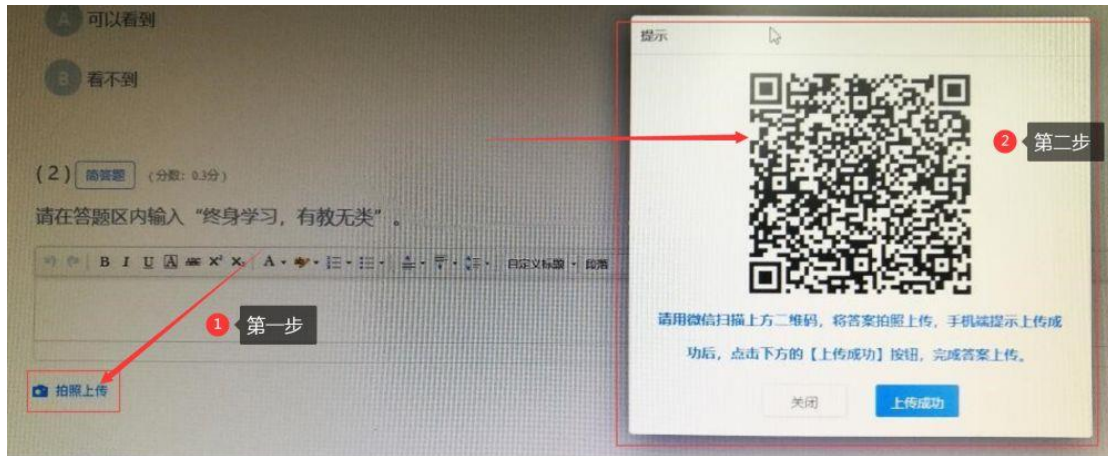 A 可以看到
B 看不到
(2) 简答题 (分数: 0.3分)
请在答题区内输入“终身学习，有教无类”。
B I U A ABC X² X₂ A
自定义标题 段落
1 第一步
拍照上传
提示
2 第二步
请用微信扫描上方二维码，将答案拍照上传，手机端提示上传成
功后，点击下方的【上传成功】按钮，完成答案上传。
关闭 上传成功